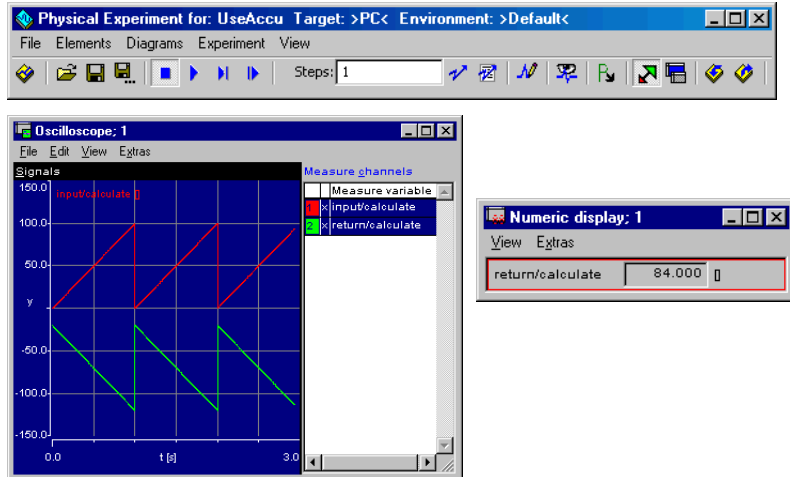 Physical Experiment for: UseAccu Target: >PC< Environment: >Default<
File Elements Diagrams Experiment View
Steps: 1
Oscilloscope; 1
File Edit View Extras
Signals
Measure channels
150.0
input/calculate []
Measure variable
1 x input/calculate
2 x return/calculate
100.0
50.0
y
-50.0
-100.0
-150.0
0.0 t [s] 3.0
Numeric display; 1
View Extras
return/calculate 84.000 []